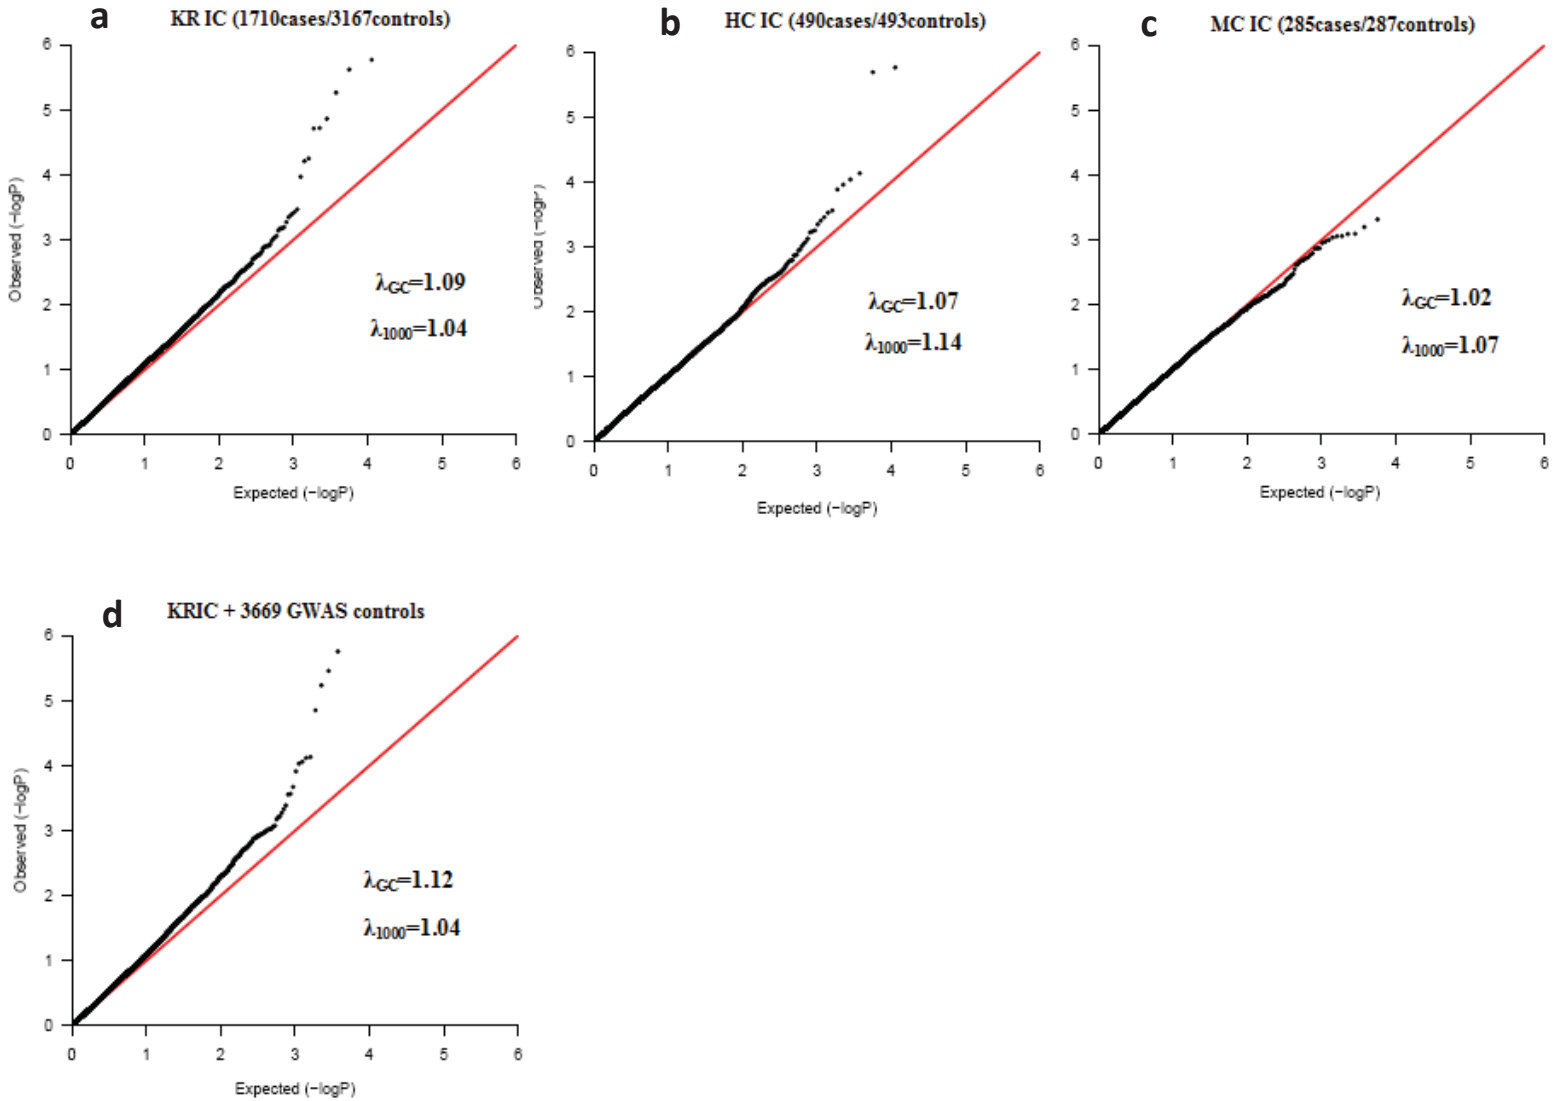 a
KR IC (1710cases/3167controls)
6
5
4
3
2
1
0
Observed (−logP)
λGC=1.09
λ1000=1.04
0 1 2 3 4 5 6
Expected (−logP)
b
HC IC (490cases/493controls)
6
5
4
3
2
1
0
Observed (−logP)
λGC=1.07
λ1000=1.14
0 1 2 3 4 5 6
Expected (−logP)
c
MC IC (285cases/287controls)
6
5
4
3
2
1
0
λGC=1.02
λ1000=1.07
0 1 2 3 4 5 6
Expected (−logP)
d
KRIC + 3669 GWAS controls
6
5
4
3
2
1
0
Observed (−logP)
λGC=1.12
λ1000=1.04
0 1 2 3 4 5 6
Expected (−logP)